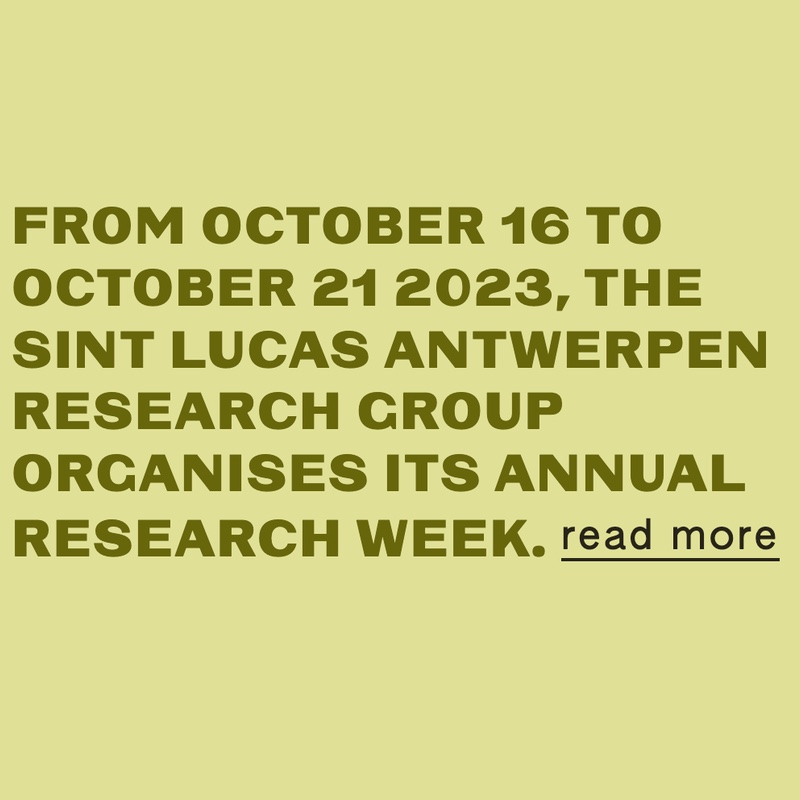 FROM OCTOBER 16 TO
OCTOBER 21 2023, THE
SINT LUCAS ANTWERPEN
RESEARCH GROUP
ORGANISES ITS ANNUAL
RESEARCH WEEK. read more